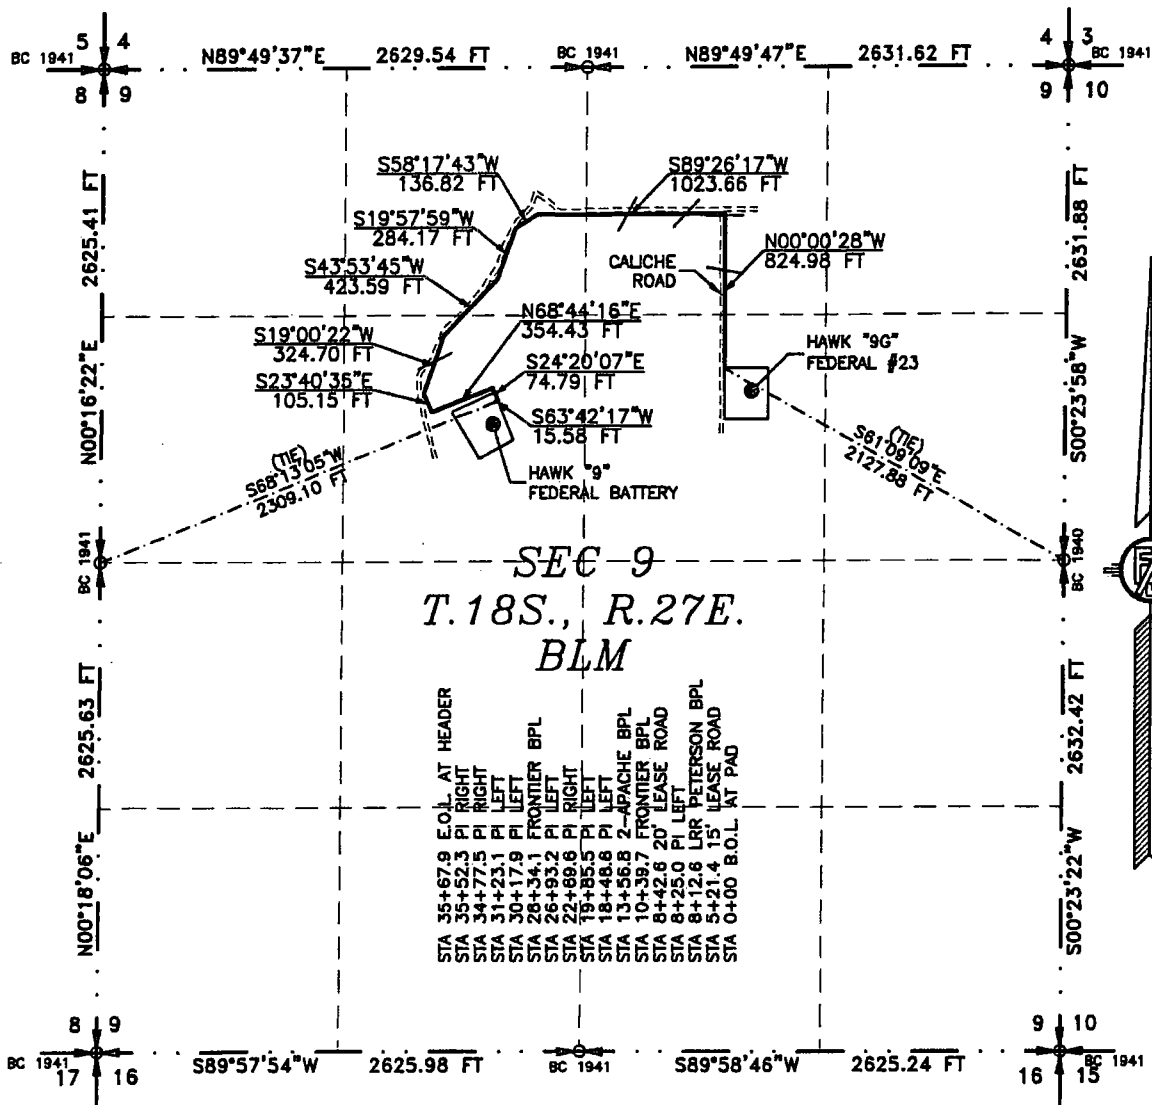 5 4
BC 1941
8 9
N89°49'37"E 2629.54 FT
BC 1941
N89°49'47"E 2631.62 FT
4 3
BC 1941
9 10
S58°17'43"W
136.82 FT
S89°26'17"W
1023.66 FT
S19°57'59"W
284.17 FT
N00°00'28"W
824.98 FT
CALICHE
ROAD
S43°53'45"W
423.59 FT
N68°44'16"E
354.43 FT
S19°00'22"W
324.70 FT
S24°20'07"E
74.79 FT
HAWK "9G"
FEDERAL #23
S23°40'35"E
105.15 FT
S63°42'17"W
15.58 FT
HAWK "9"
FEDERAL BATTERY
N00°16'22"E 2625.41 FT
S00°23'58"W 2631.88 FT
(TIE)
S68°13'05"W
2309.10 FT
(TIE)
S61°09'09"E
2127.88 FT
BC 1941
BC 1940
SEC 9
T.18S., R.27E.
BLM
STA 35+67.9 E.O.L. AT HEADER
STA 35+52.3 PI RIGHT
STA 34+77.5 PI RIGHT
STA 31+23.1 PI LEFT
STA 30+17.9 PI LEFT
STA 28+34.1 FRONTIER BPL
STA 26+93.2 PI LEFT
STA 22+69.6 PI RIGHT
STA 19+85.5 PI LEFT
STA 18+48.6 PI LEFT
STA 13+56.8 2-APACHE BPL
STA 10+39.7 FRONTIER BPL
STA 8+42.6 20' LEASE ROAD
STA 8+25.0 PI LEFT
STA 8+12.6 LRR PETERSON BPL
STA 5+21.4 15' LEASE ROAD
STA 0+00 B.O.L. AT PAD
N00°18'06"E 2625.63 FT
S00°23'22"W 2632.42 FT
8 9
BC 1941
17 16
S89°57'54"W 2625.98 FT
BC 1941
S89°58'46"W 2625.24 FT
9 10
BC 1941
16 15